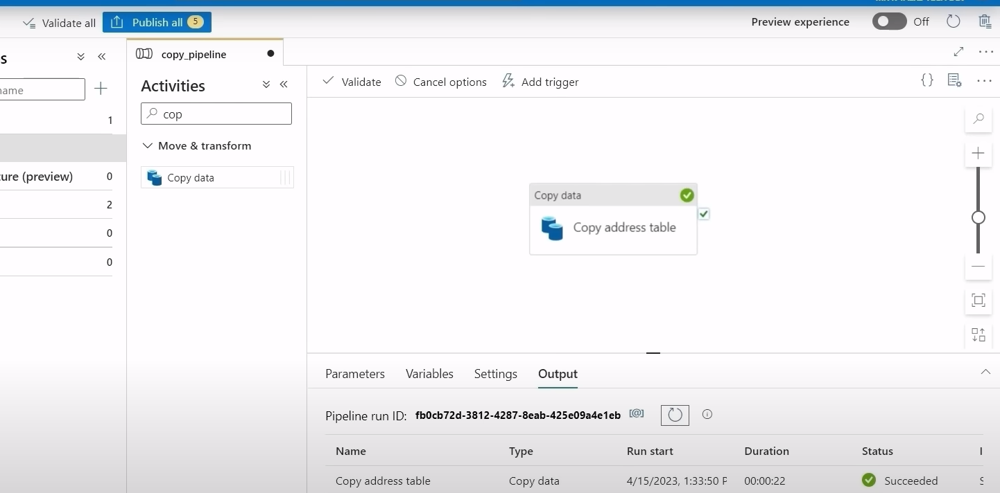 Validate all
Publish all 5
Preview experience
Off
copy_pipeline
Activities
cop
Move & transform
Copy data
1
(preview) 0
2
0
0
Validate
Cancel options
Add trigger
Copy data
Copy address table
Parameters
Variables
Settings
Output
Pipeline run ID: fb0cb72d-3812-4287-8eab-425e09a4e1eb
Name Type Run start Duration Status
Copy address table Copy data 4/15/2023, 1:33:50 P 00:00:22 Succeeded